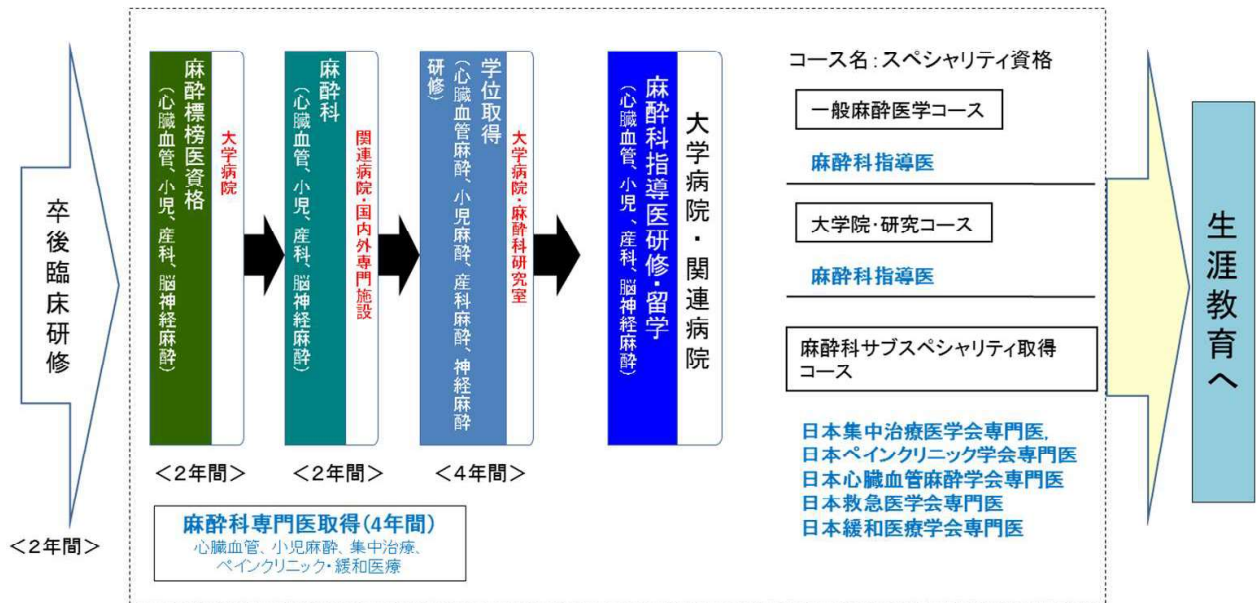 卒後臨床研修
＜２年間＞
麻酔標榜医資格
（心臓血管、小児、産科、脳神経麻酔）
大学病院
＜２年間＞
麻酔科
（心臓血管、小児、産科、脳神経麻酔）
関連病院・国内外専門施設
＜２年間＞
学位取得
（心臓血管麻酔、小児麻酔、産科麻酔、神経麻酔
研修）
大学病院・麻酔科研究室
＜４年間＞
麻酔科専門医取得（４年間）
心臓血管、小児麻酔、集中治療、
ペインクリニック・緩和医療
麻酔科指導医研修・留学
（心臓血管、小児、産科、脳神経麻酔）
大学病院・関連病院
コース名：スペシャリティ資格
一般麻酔医学コース
麻酔科指導医
大学院・研究コース
麻酔科指導医
麻酔科サブスペシャリティ取得
コース
日本集中治療医学会専門医,
日本ペインクリニック学会専門医
日本心臓血管麻酔学会専門医
日本救急医学会専門医
日本緩和医療学会専門医
生涯教育へ